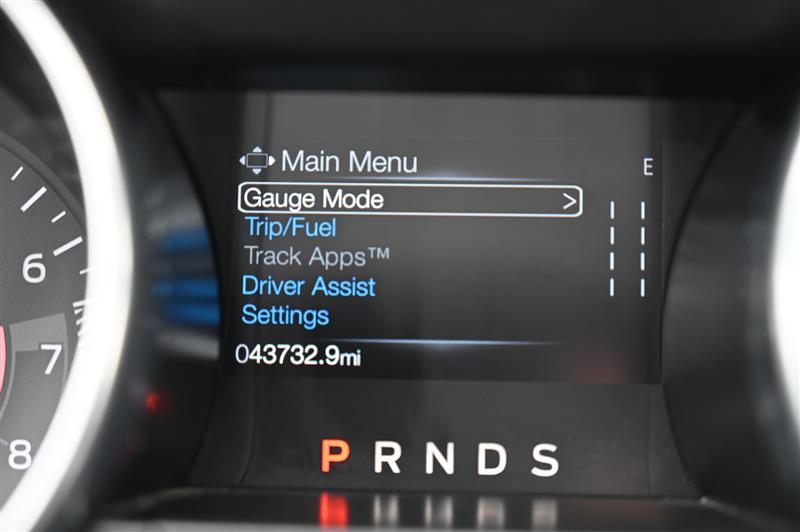 Main Menu
E
Gauge Mode >
Trip/Fuel
Track Apps™
Driver Assist
Settings
043732.9mi
6
7
8
P R N D S